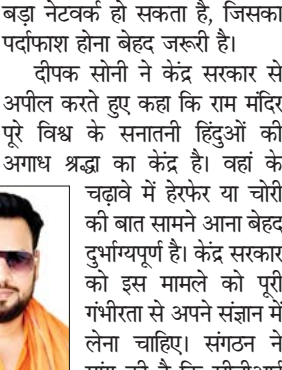 बड़ा नेटवर्क हो सकता है, जिसका
पर्दाफाश होना बेहद जरूरी है।
दीपक सोनी ने केंद्र सरकार से
अपील करते हुए कहा कि राम मंदिर
पूरे विश्व के सनातनी हिंदुओं की
अगाध श्रद्धा का केंद्र है। वहां के
चढ़ावे में हेरफेर या चोरी
की बात सामने आना बेहद
दुर्भाग्यपूर्ण है। केंद्र सरकार
को इस मामले को पूरी
गंभीरता से अपने संज्ञान में
लेना चाहिए। संगठन ने